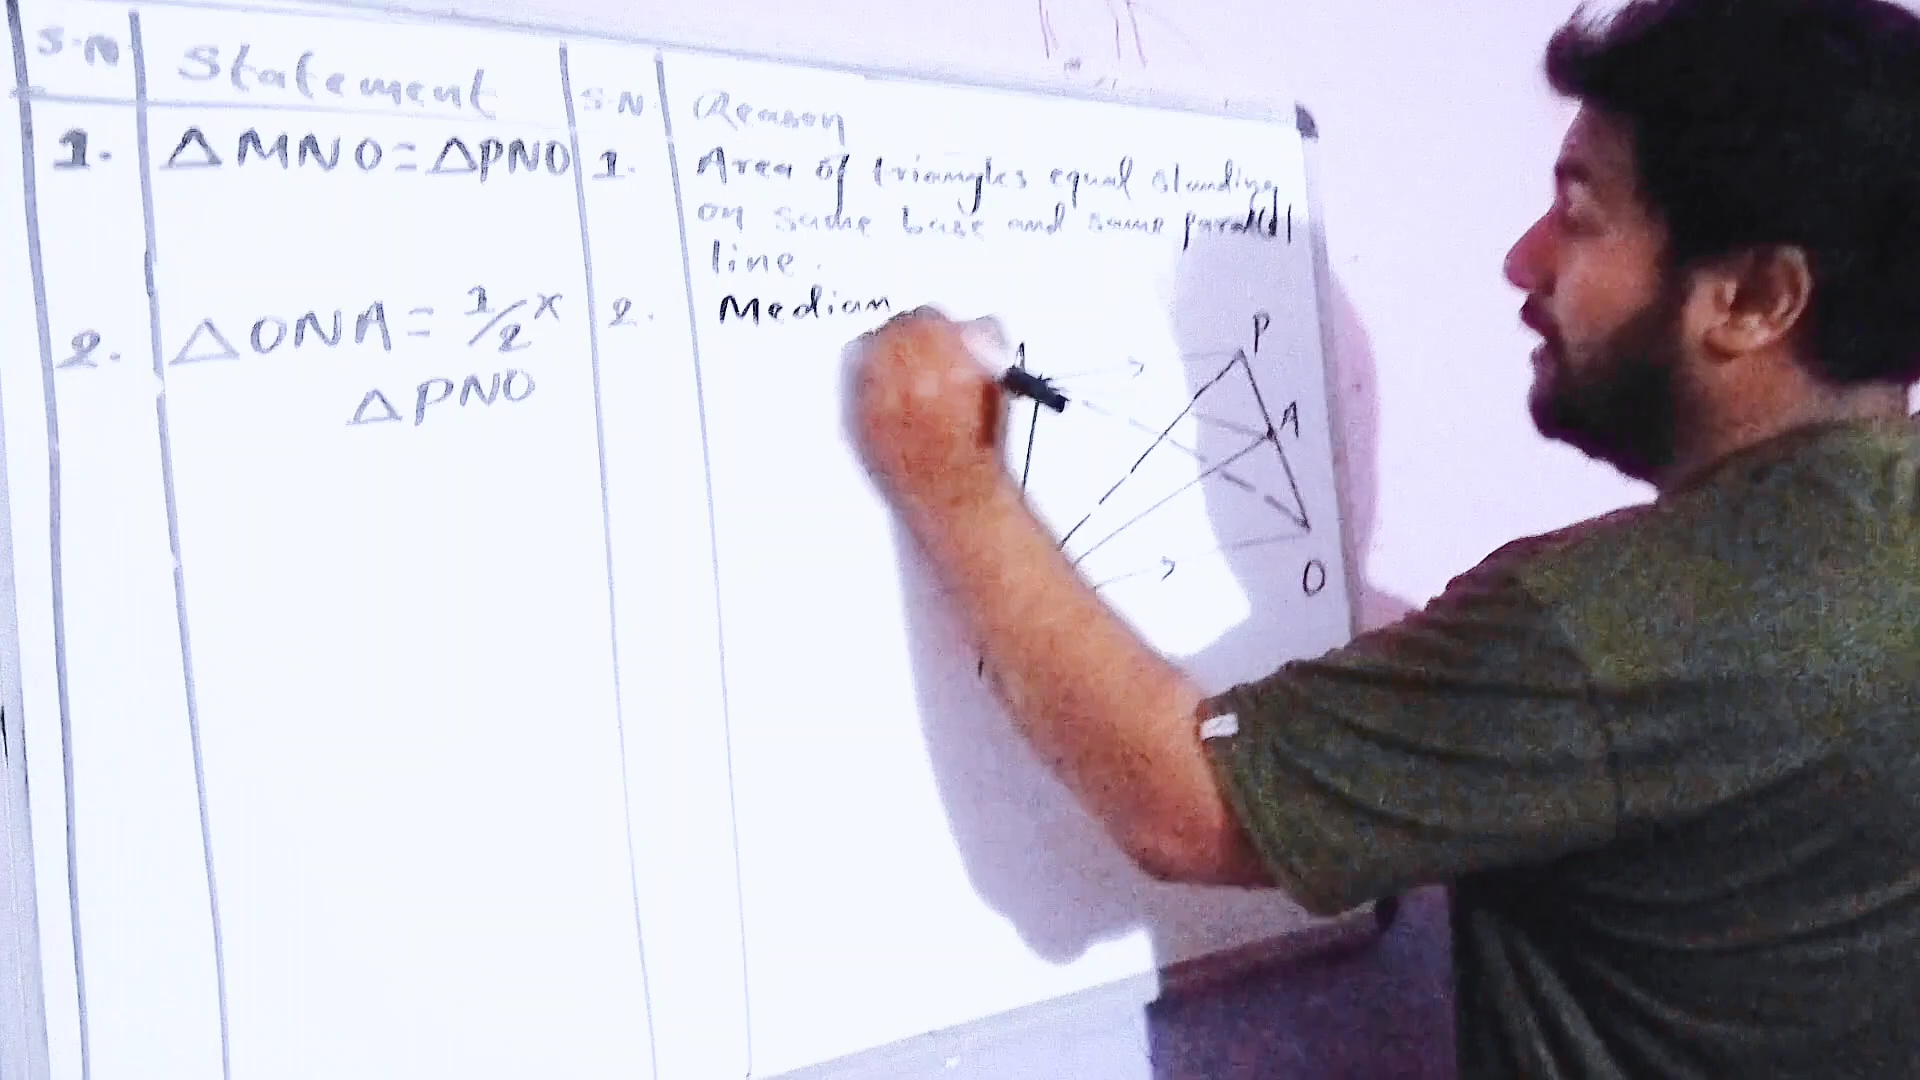 S.N Statement S.N Reason
1. △MNO = △PNO 1. Area of triangles equal standing
on same base and same parallel
line.
2. △ONA = 1/2 × 2. Median
△PNO
P
A
O